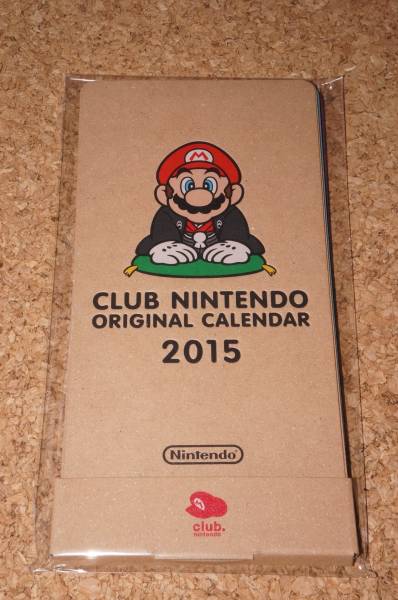 M
CLUB NINTENDO
ORIGINAL CALENDAR
2015
Nintendo
club.
nintendo